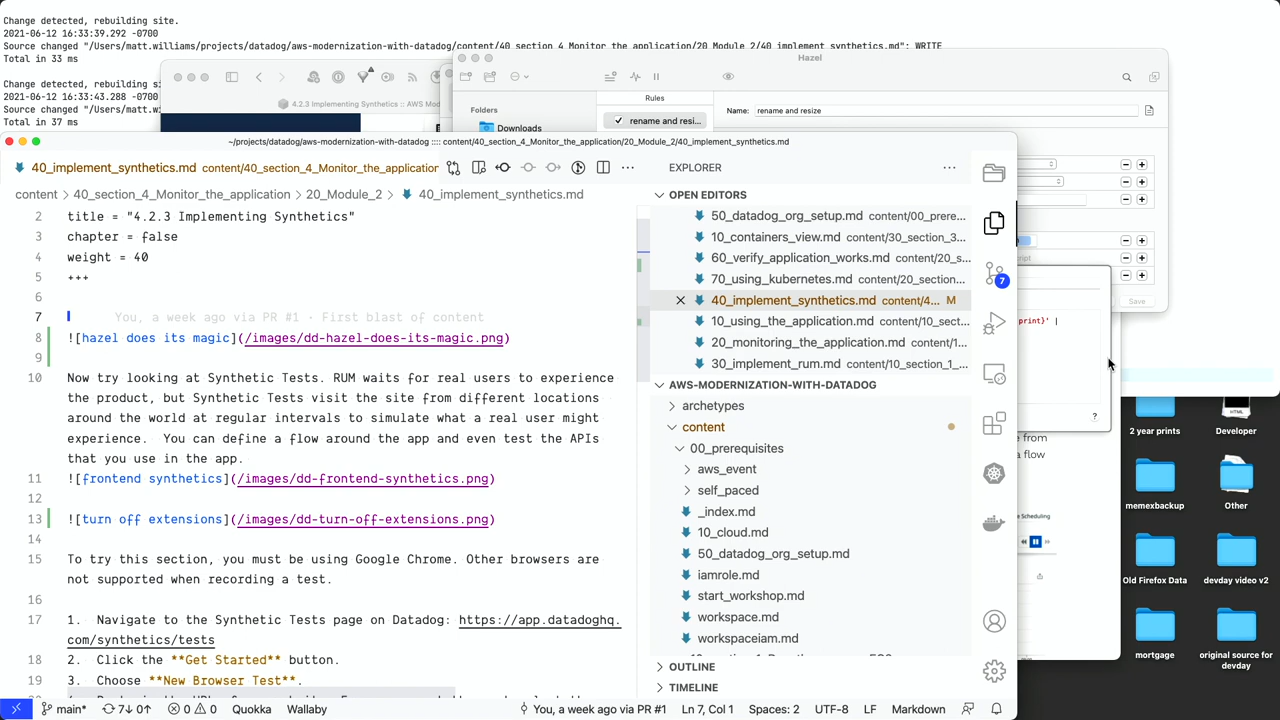 Change detected, rebuilding site.
2021-06-12 16:33:39.292 -0700
Source changed "/Users/matt.williams/projects/datadog/aws-modernization-with-datadog/content/40_section_4_Monitor_the_application/20_Module_2/40_implement_synthetics.md": WRITE
Total in 33 ms
Change detected, rebuilding si
2021-06-12 16:33:43.288 -0700
Source changed "/Users/matt.wi
Total in 37 ms
4.2.3 Implementing Synthetics :: AWS Mod
Hazel
Folders
Downloads
Rules
rename and resi...
Name: rename and resize
Save
print}' |
?
~/projects/datadog/aws-modernization-with-datadog :::: content/40_section_4_Monitor_the_application/20_Module_2/40_implement_synthetics.md
40_implement_synthetics.md content/40_section_4_Monitor_the_application
content > 40_section_4_Monitor_the_application > 20_Module_2 > 40_implement_synthetics.md
2 title = "4.2.3 Implementing Synthetics"
3 chapter = false
4 weight = 40
5 +++
6
7 You, a week ago via PR #1 · First blast of content
8 ![hazel does its magic](/images/dd-hazel-does-its-magic.png)
9
10 Now try looking at Synthetic Tests. RUM waits for real users to experience
the product, but Synthetic Tests visit the site from different locations
around the world at regular intervals to simulate what a real user might
experience. You can define a flow around the app and even test the APIs
that you use in the app.
11 ![frontend synthetics](/images/dd-frontend-synthetics.png)
12
13 ![turn off extensions](/images/dd-turn-off-extensions.png)
14
15 To try this section, you must be using Google Chrome. Other browsers are
not supported when recording a test.
16
17 1. Navigate to the Synthetic Tests page on Datadog: https://app.datadoghq.
com/synthetics/tests
18 2. Click the **Get Started** button.
19 3. Choose **New Browser Test**.
EXPLORER
OPEN EDITORS
50_datadog_org_setup.md content/00_prere...
10_containers_view.md content/30_section_3...
60_verify_application_works.md content/20_s...
70_using_kubernetes.md content/20_section...
40_implement_synthetics.md content/4... M
10_using_the_application.md content/10_sect...
20_monitoring_the_application.md content/1...
30_implement_rum.md content/10_section_1_...
AWS-MODERNIZATION-WITH-DATADOG
archetypes
content
00_prerequisites
aws_event
self_paced
_index.md
10_cloud.md
50_datadog_org_setup.md
iamrole.md
start_workshop.md
workspace.md
workspaceiam.md
OUTLINE
TIMELINE
7
from
a flow
Scheduling
2 year prints
Developer
memexbackup
Other
Old Firefox Data
devday video v2
mortgage
original source for
devday
main* 7↓ 0↑ 0 0 Quokka Wallaby
You, a week ago via PR #1 Ln 7, Col 1 Spaces: 2 UTF-8 LF Markdown